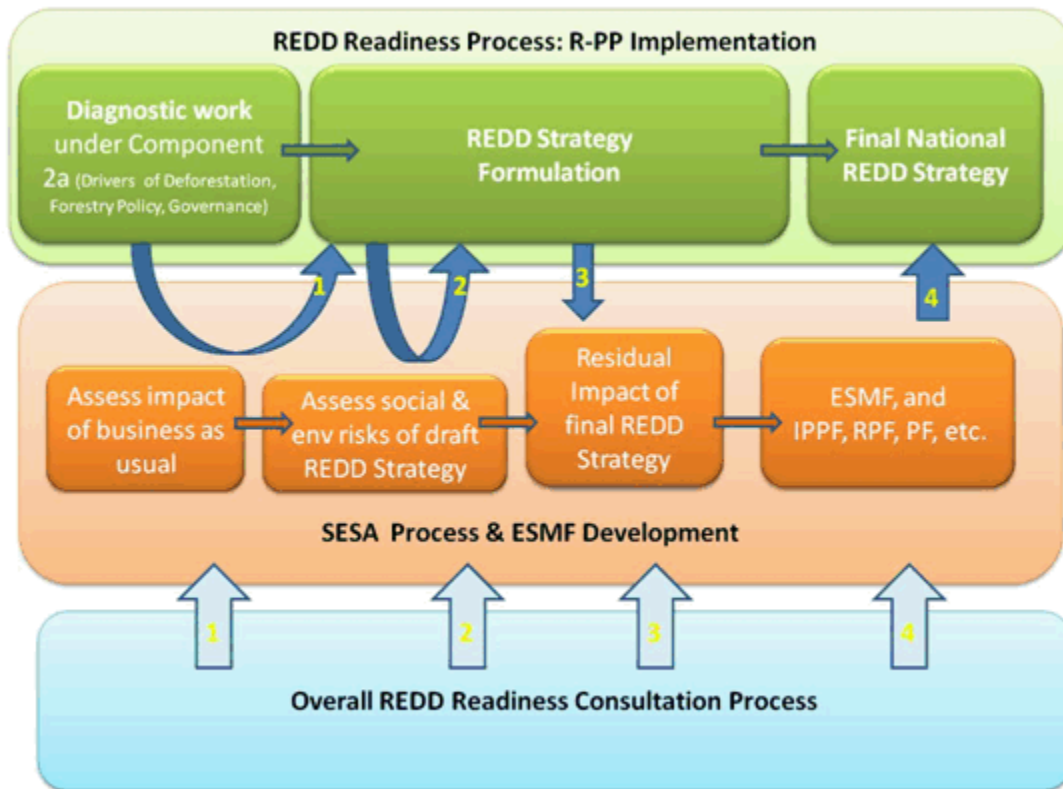 REDD Readiness Process: R-PP Implementation
Diagnostic work
under Component
2a (Drivers of Deforestation,
Forestry Policy, Governance)
REDD Strategy
Formulation
Final National
REDD Strategy
1
2
3
4
Assess impact
of business as
usual
Assess social &
env risks of draft
REDD Strategy
Residual
Impact of
final REDD
Strategy
ESMF, and
IPPF, RPF, PF, etc.
SESA Process & ESMF Development
1
2
3
4
Overall REDD Readiness Consultation Process